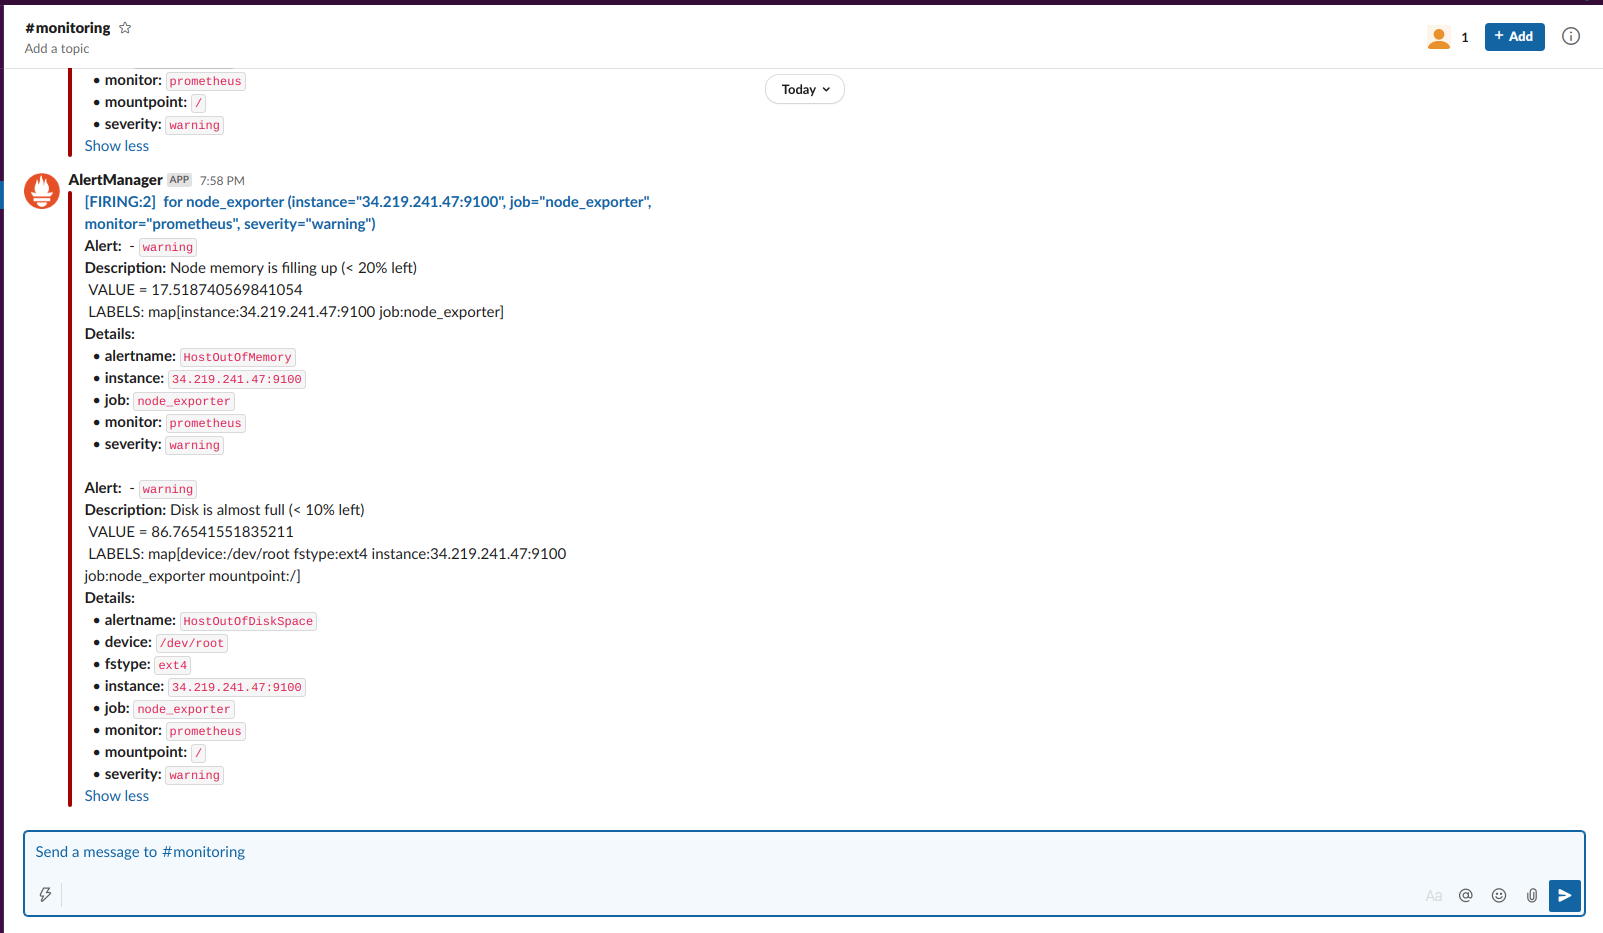 #monitoring
Add a topic
1
+ Add
Today
• monitor: prometheus
• mountpoint: /
• severity: warning
Show less
AlertManager APP 7:58 PM
[FIRING:2] for node_exporter (instance="34.219.241.47:9100", job="node_exporter",
monitor="prometheus", severity="warning")
Alert: - warning
Description: Node memory is filling up (< 20% left)
VALUE = 17.518740569841054
LABELS: map[instance:34.219.241.47:9100 job:node_exporter]
Details:
• alertname: HostOutOfMemory
• instance: 34.219.241.47:9100
• job: node_exporter
• monitor: prometheus
• severity: warning
Alert: - warning
Description: Disk is almost full (< 10% left)
VALUE = 86.76541551835211
LABELS: map[device:/dev/root fstype:ext4 instance:34.219.241.47:9100
job:node_exporter mountpoint:/]
Details:
• alertname: HostOutOfDiskSpace
• device: /dev/root
• fstype: ext4
• instance: 34.219.241.47:9100
• job: node_exporter
• monitor: prometheus
• mountpoint: /
• severity: warning
Show less
Send a message to #monitoring
Aa @